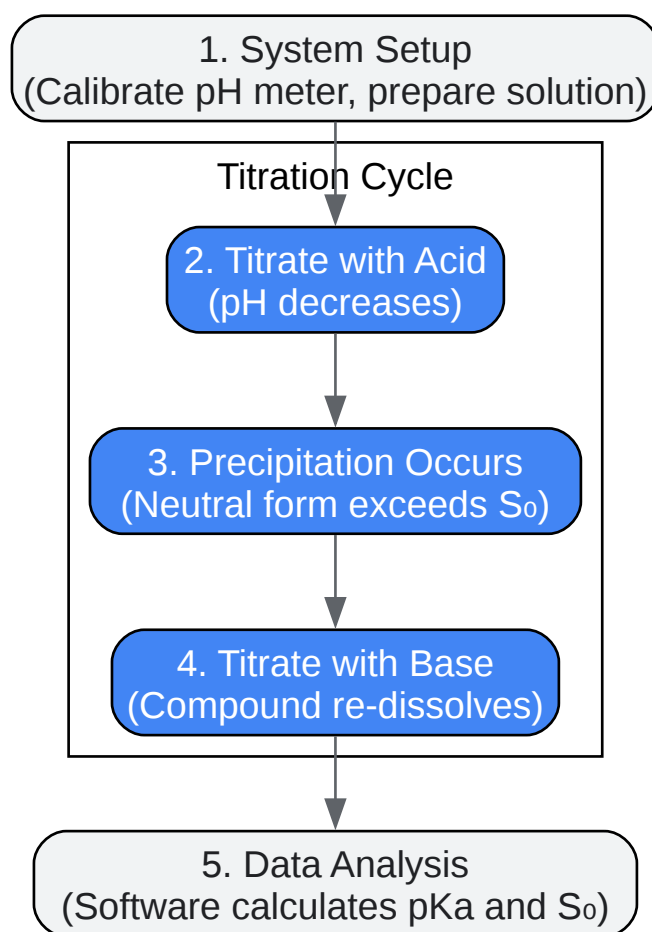 1. System Setup
(Calibrate pH meter, prepare solution)
Titration Cycle
2. Titrate with Acid
(pH decreases)
3. Precipitation Occurs
(Neutral form exceeds S₀)
4. Titrate with Base
(Compound re-dissolves)
5. Data Analysis
(Software calculates pKa and S₀)